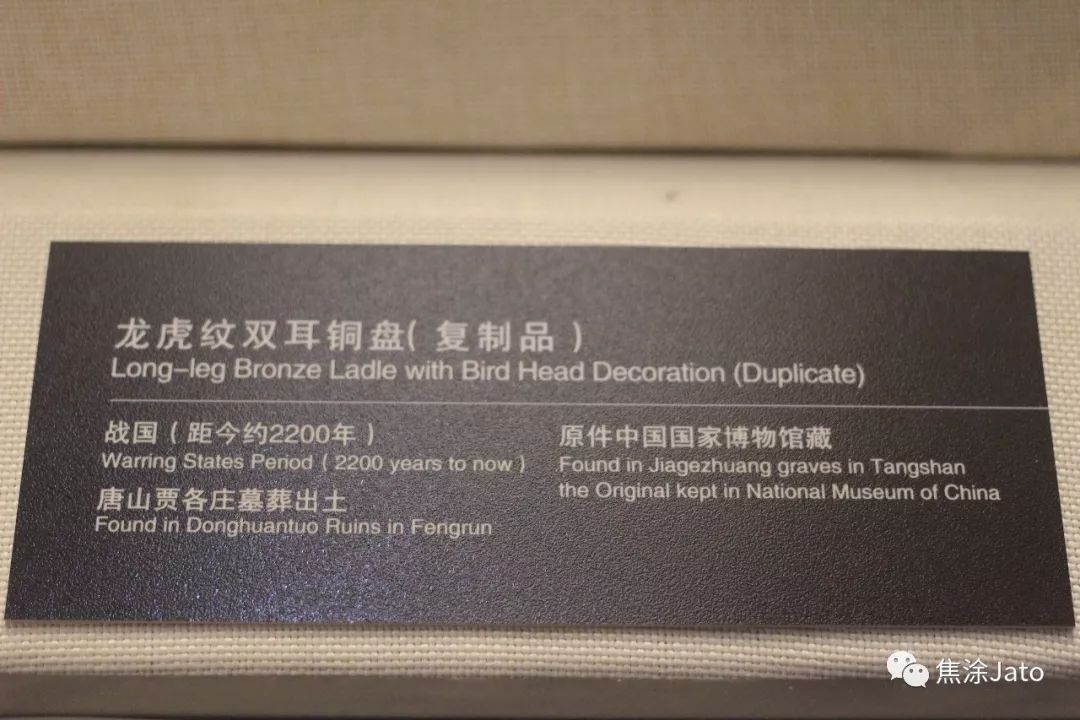 龙虎纹双耳铜盘(复制品)
Long-leg Bronze Ladle with Bird Head Decoration (Duplicate)
战国(距今约2200年)
Warring States Period (2200 years to now)
唐山贾各庄墓葬出土
Found in Donghuantuo Ruins in Fengrun
原件中国国家博物馆藏
Found in Jiagezhuang graves in Tangshan
the Original kept in National Museum of China
焦涂Jato